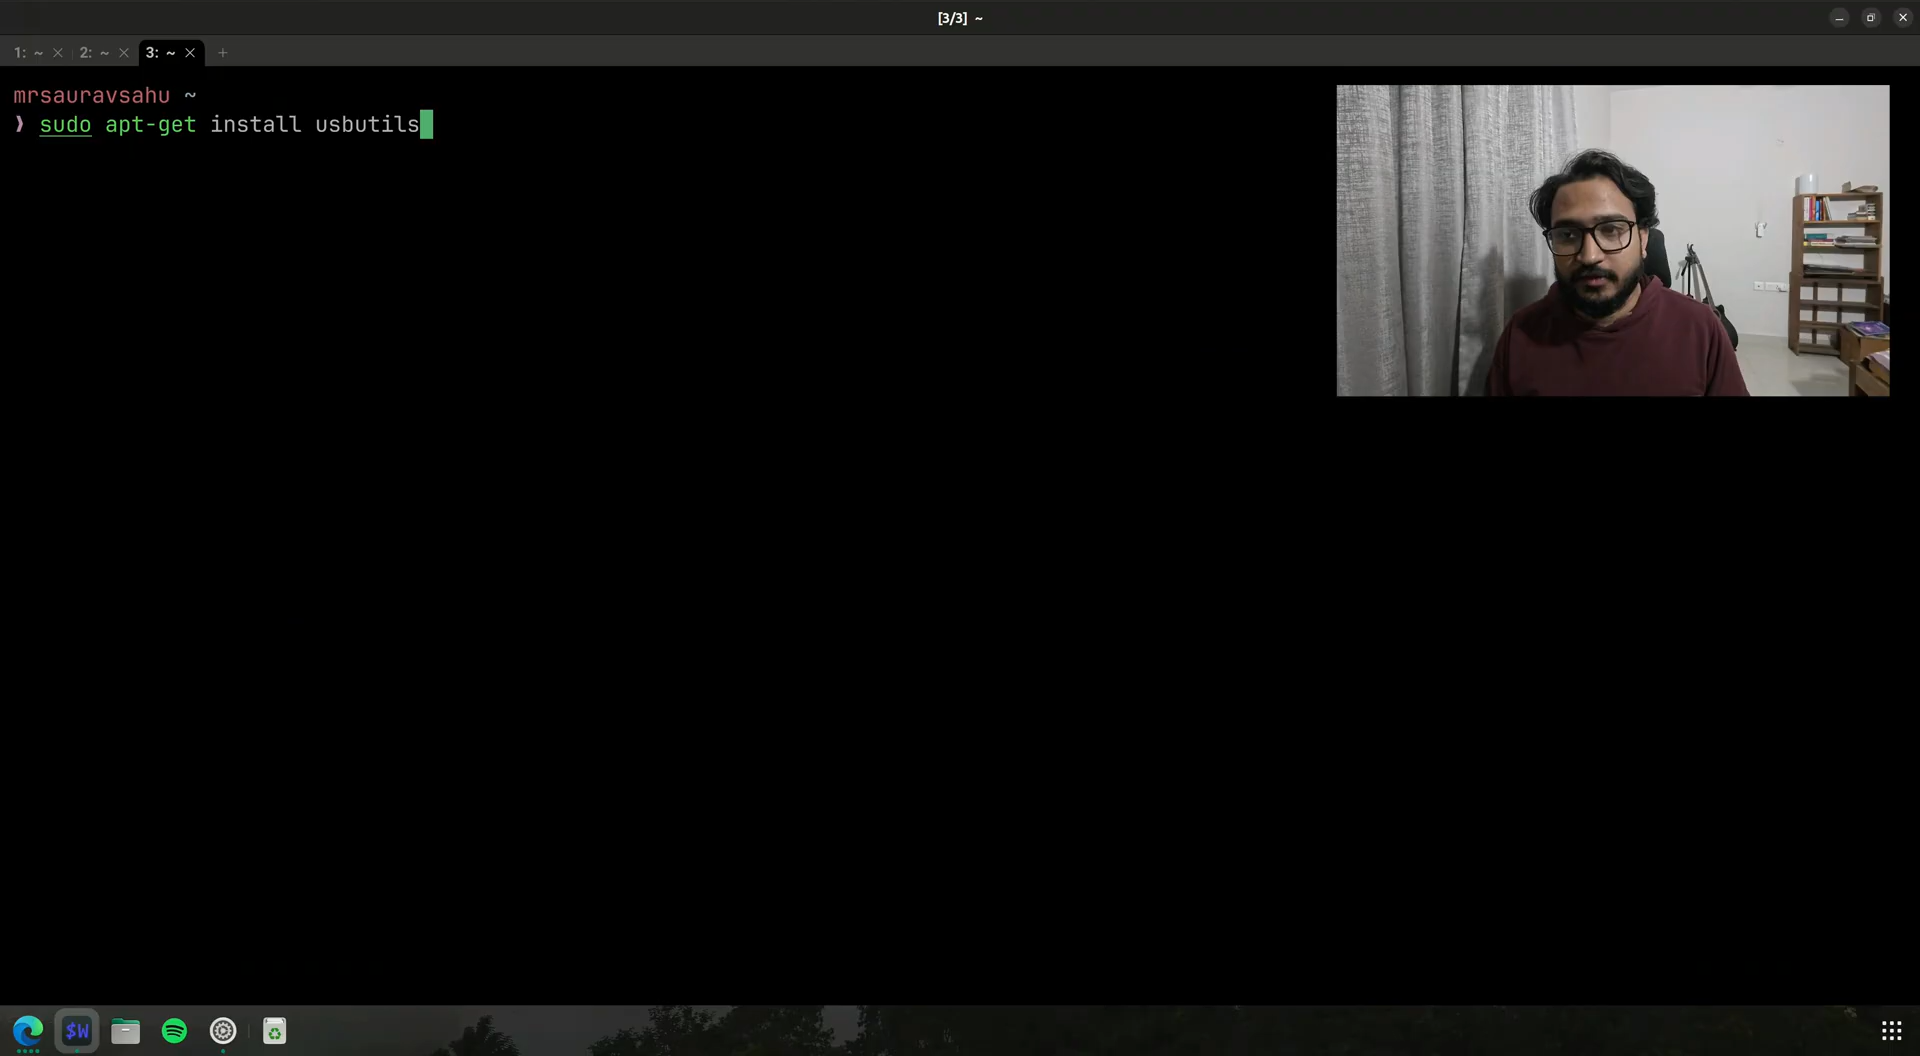 [3/3] ~
1: ~ 2: ~ 3: ~
mrsauravsahu ~
❯ sudo apt-get install usbutils
$W